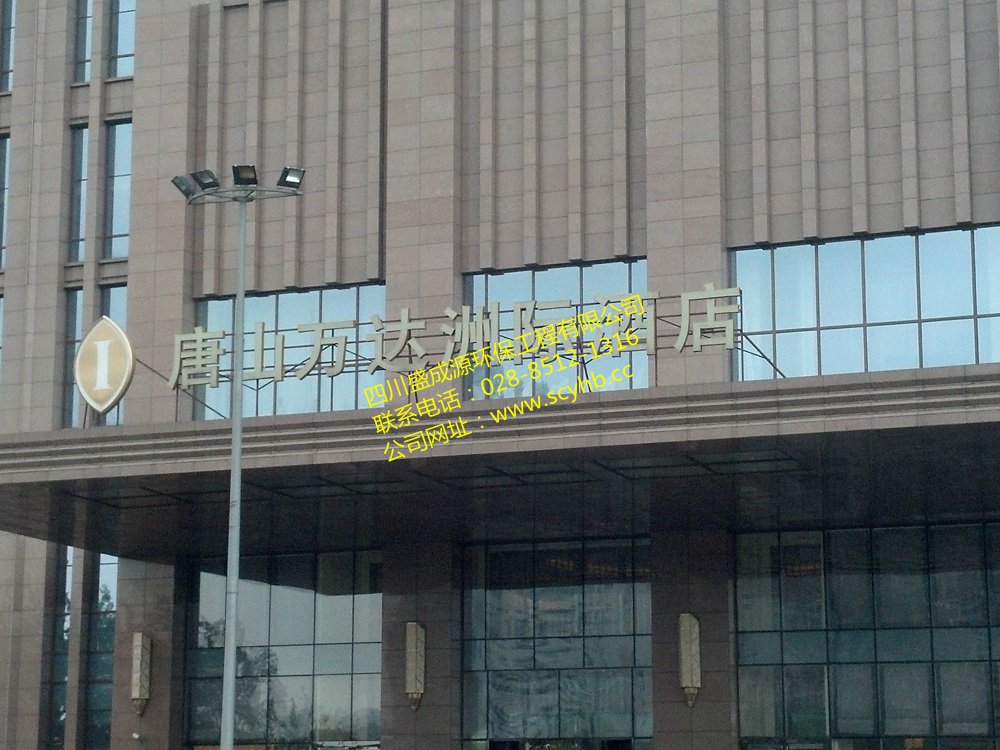 I
唐山万达洲际酒店
四川盛成源环保工程有限公司
联系电话：028-8512-1316
公司网址：www.scyhb.cc